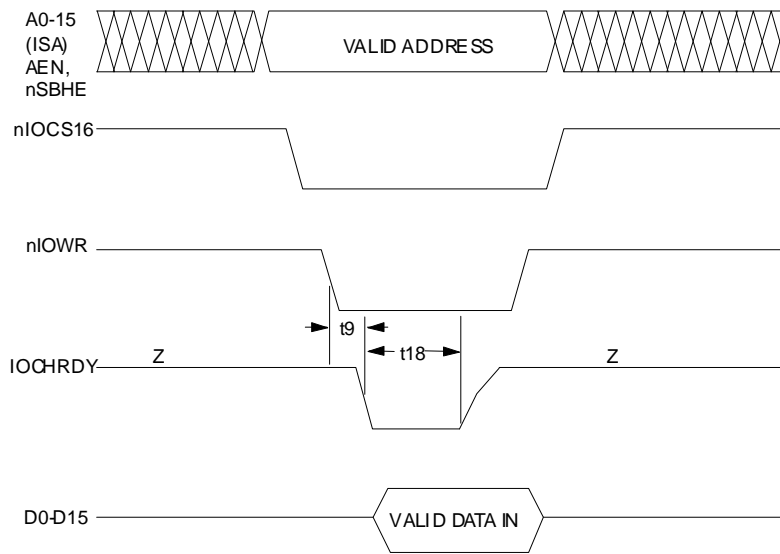 A0-15
(ISA)
AEN,
nSBHE
VALID ADDRESS
nIOCS16
nIOWR
t9
t18
IOCHRDY
Z
Z
D0-D15
VALID DATA IN